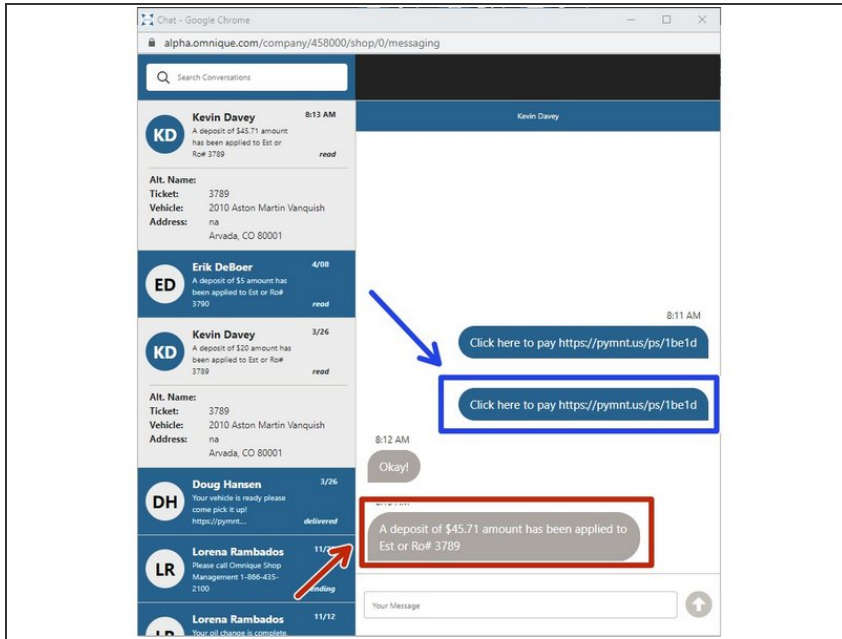 Chat - Google Chrome
alpha.omnique.com/company/458000/shop/0/messaging
Search Conversations
KD
Kevin Davey 8:13 AM
A deposit of $45.71 amount
has been applied to Est or
Ro# 3789 read
Alt. Name:
Ticket: 3789
Vehicle: 2010 Aston Martin Vanquish
Address: na
Arvada, CO 80001
ED
Erik DeBoer 4/08
A deposit of $5 amount has
been applied to Est or Ro#
3790 read
KD
Kevin Davey 3/26
A deposit of $20 amount has
been applied to Est or Ro#
3789 read
Alt. Name:
Ticket: 3789
Vehicle: 2010 Aston Martin Vanquish
Address: na
Arvada, CO 80001
DH
Doug Hansen 3/26
Your vehicle is ready please
come pick it up!
https://pymnt.... delivered
LR
Lorena Rambados
Please call Omnique Shop
Management 1-866-435-
2100
LR
Lorena Rambados 11/12
Your oil change is complete.
Kevin Davey
8:11 AM
Click here to pay https://pymnt.us/ps/1be1d
Click here to pay https://pymnt.us/ps/1be1d
8:12 AM
Okay!
A deposit of $45.71 amount has been applied to
Est or Ro# 3789
Your Message